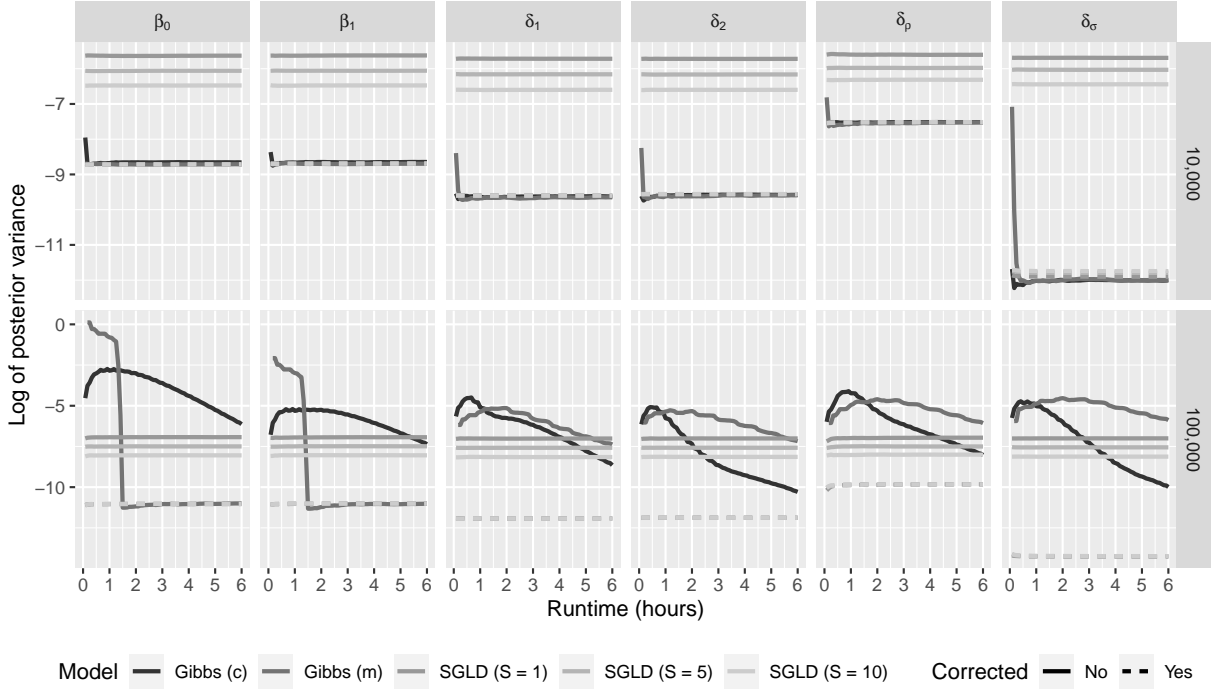 β₀ β₁ δ₁ δ₂ δρ δσ
Log of posterior variance
−7
−9
−11
10,000
0
−5
−10
100,000
0 1 2 3 4 5 6 0 1 2 3 4 5 6 0 1 2 3 4 5 6 0 1 2 3 4 5 6 0 1 2 3 4 5 6 0 1 2 3 4 5 6
Runtime (hours)
Model Gibbs (c) Gibbs (m) SGLD (S = 1) SGLD (S = 5) SGLD (S = 10) Corrected No Yes